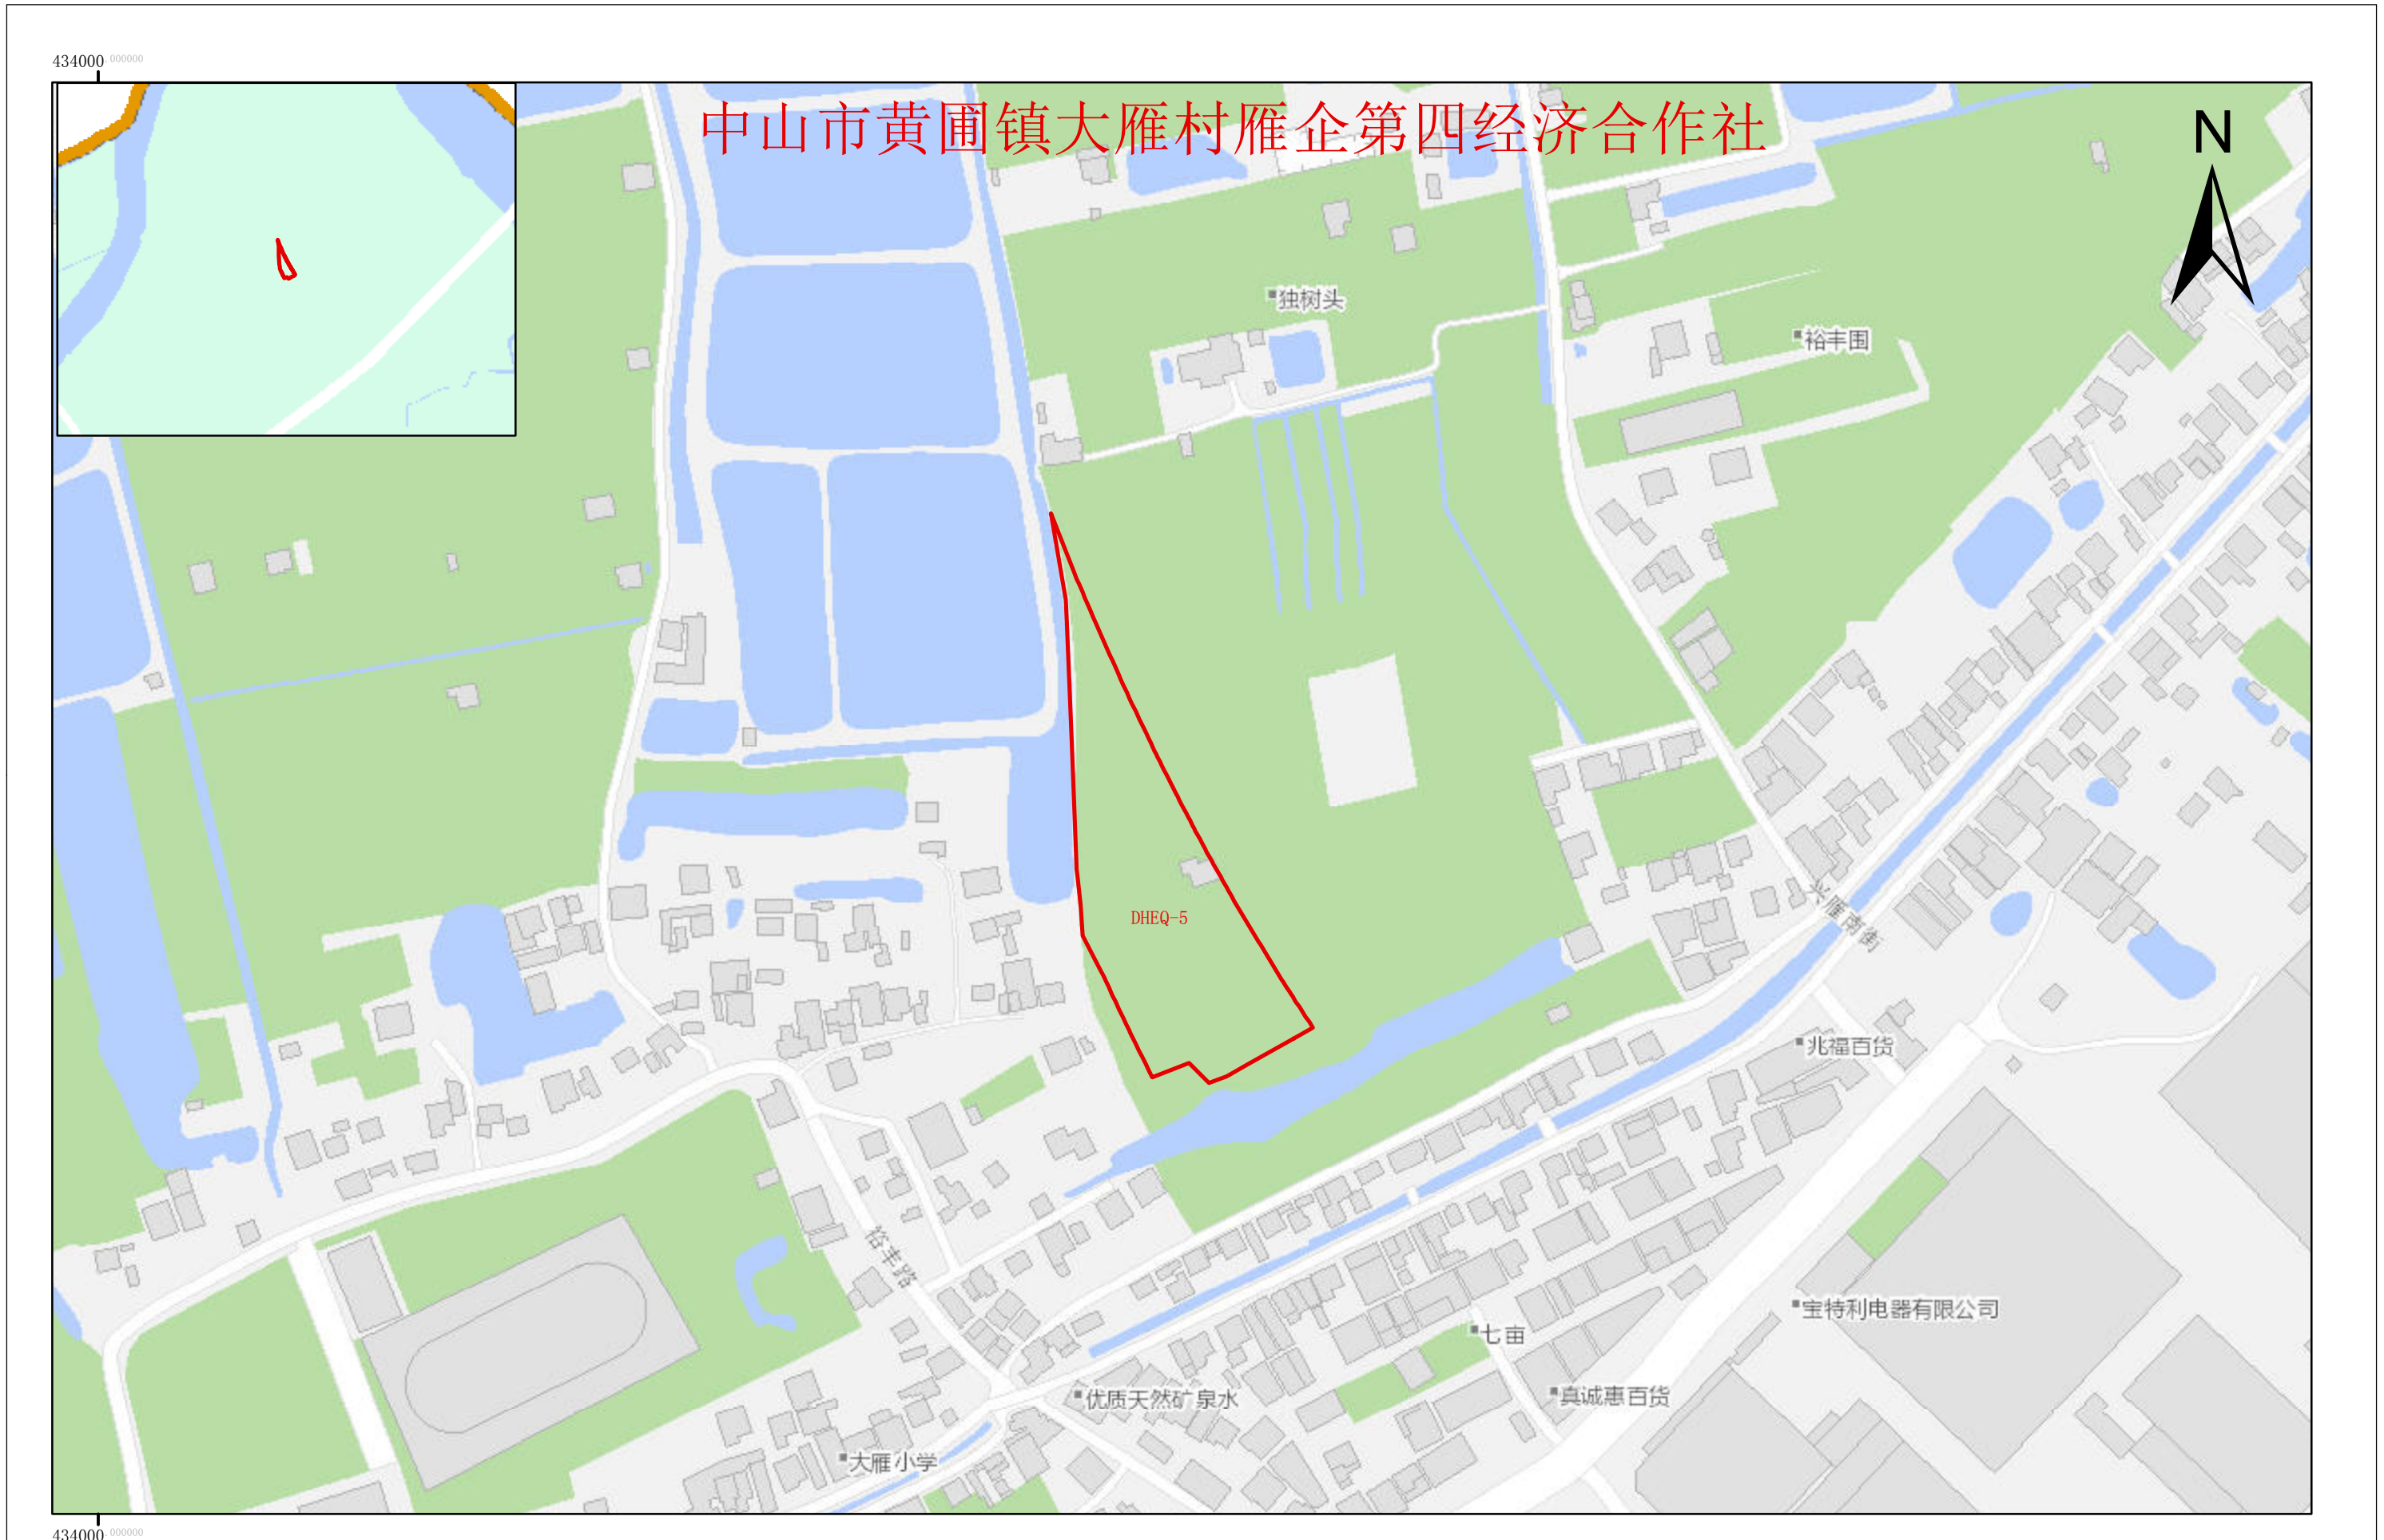 434000.000000
中山市黄圃镇大雁村雁企第四经济合作社
N
独树头
裕丰围
DHEQ-5
兴雁南街
兆福百货
裕丰路
宝特利电器有限公司
七亩
真诚惠百货
优质天然矿泉水
大雁小学
434000.000000